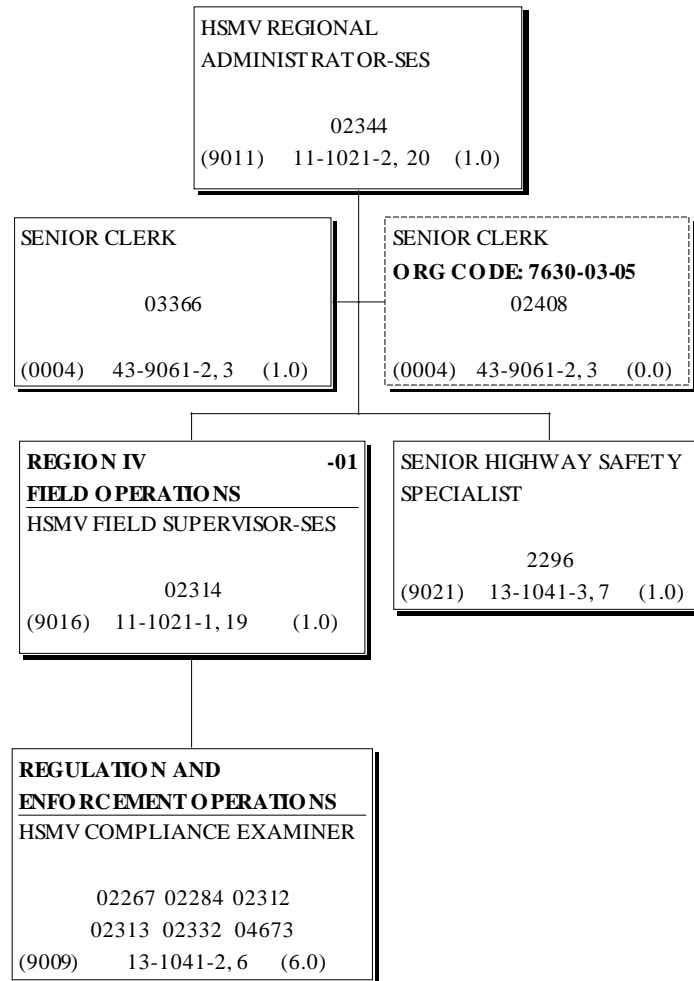 HSMV REGIONAL
ADMINISTRATOR-SES
02344
(9011) 11-1021-2, 20 (1.0)
SENIOR CLERK
03366
(0004) 43-9061-2, 3 (1.0)
SENIOR CLERK
ORG CODE: 7630-03-05
02408
(0004) 43-9061-2, 3 (0.0)
REGION IV -01
FIELD OPERATIONS
HSMV FIELD SUPERVISOR-SES
02314
(9016) 11-1021-1, 19 (1.0)
SENIOR HIGHWAY SAFETY
SPECIALIST
2296
(9021) 13-1041-3, 7 (1.0)
REGULATION AND
ENFORCEMENT OPERATIONS
HSMV COMPLIANCE EXAMINER
02267 02284 02312
02313 02332 04673
(9009) 13-1041-2, 6 (6.0)